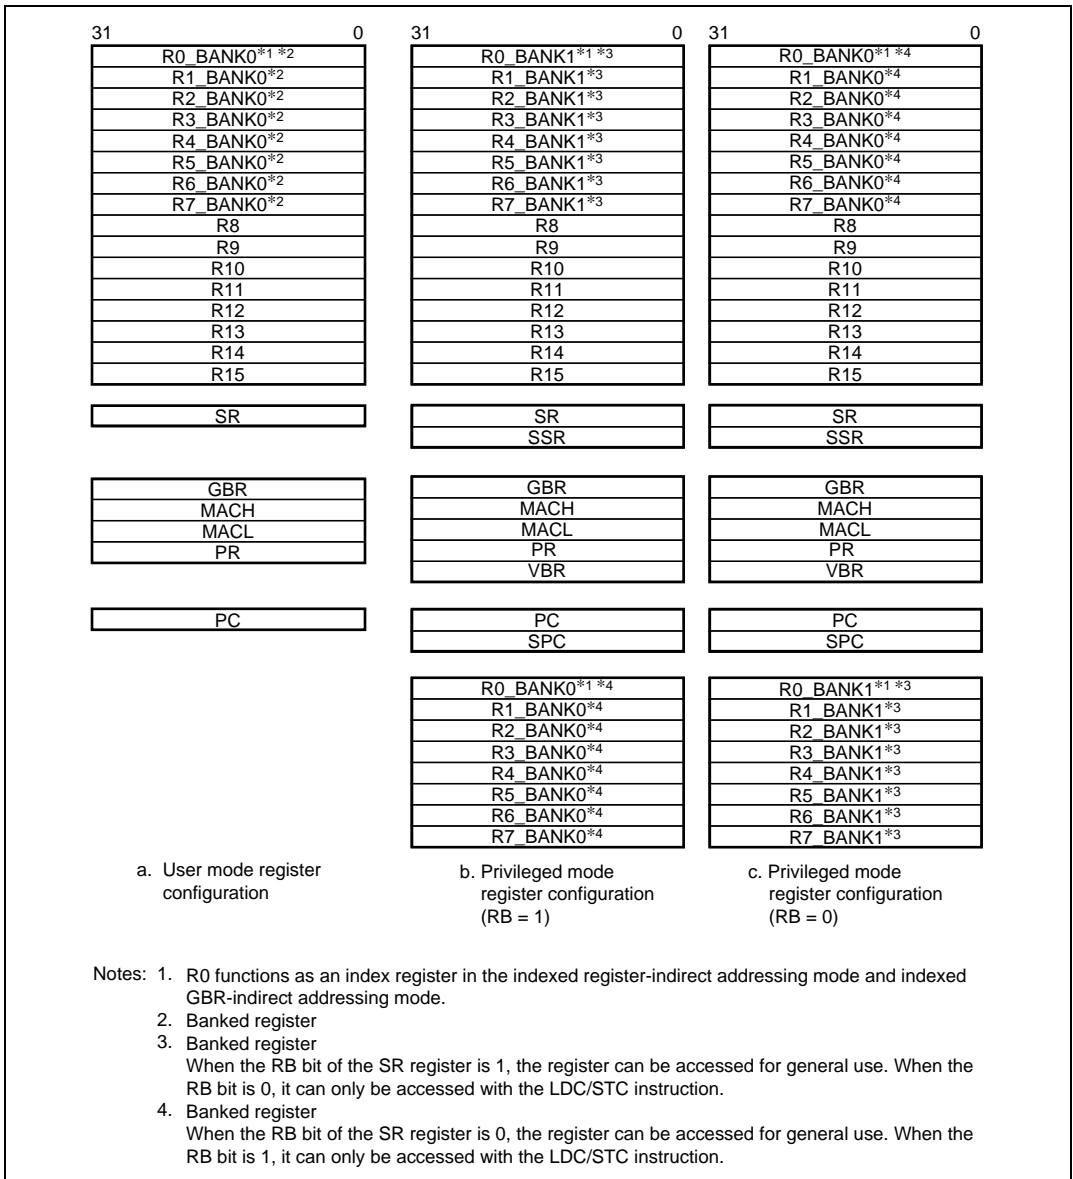 31 0 31 0 31 0
R0_BANK0*1 *2 R0_BANK1*1 *3 R0_BANK0*1 *4
R1_BANK0*2 R1_BANK1*3 R1_BANK0*4
R2_BANK0*2 R2_BANK1*3 R2_BANK0*4
R3_BANK0*2 R3_BANK1*3 R3_BANK0*4
R4_BANK0*2 R4_BANK1*3 R4_BANK0*4
R5_BANK0*2 R5_BANK1*3 R5_BANK0*4
R6_BANK0*2 R6_BANK1*3 R6_BANK0*4
R7_BANK0*2 R7_BANK1*3 R7_BANK0*4
R8 R8 R8
R9 R9 R9
R10 R10 R10
R11 R11 R11
R12 R12 R12
R13 R13 R13
R14 R14 R14
R15 R15 R15
SR SR SR
SSR SSR
GBR GBR GBR
MACH MACH MACH
MACL MACL MACL
PR PR PR
VBR VBR
PC PC PC
SPC SPC
R0_BANK0*1 *4 R0_BANK1*1 *3
R1_BANK0*4 R1_BANK1*3
R2_BANK0*4 R2_BANK1*3
R3_BANK0*4 R3_BANK1*3
R4_BANK0*4 R4_BANK1*3
R5_BANK0*4 R5_BANK1*3
R6_BANK0*4 R6_BANK1*3
R7_BANK0*4 R7_BANK1*3
a. User mode register
configuration
b. Privileged mode
register configuration
(RB = 1)
c. Privileged mode
register configuration
(RB = 0)
Notes: 1. R0 functions as an index register in the indexed register-indirect addressing mode and indexed
GBR-indirect addressing mode.
2. Banked register
3. Banked register
When the RB bit of the SR register is 1, the register can be accessed for general use. When the
RB bit is 0, it can only be accessed with the LDC/STC instruction.
4. Banked register
When the RB bit of the SR register is 0, the register can be accessed for general use. When the
RB bit is 1, it can only be accessed with the LDC/STC instruction.